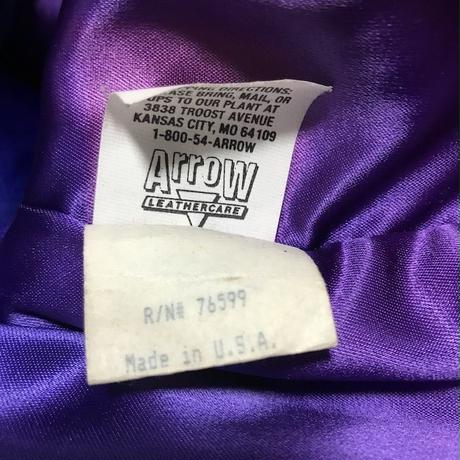 DIRECTIONS:
BRING, MAIL, OR
UPS TO OUR PLANT AT
3838 TROOST AVENUE
KANSAS CITY, MO 64109
1-800-54-ARROW
ARROW
LEATHERCARE
R/N# 76599
Made in U.S.A.